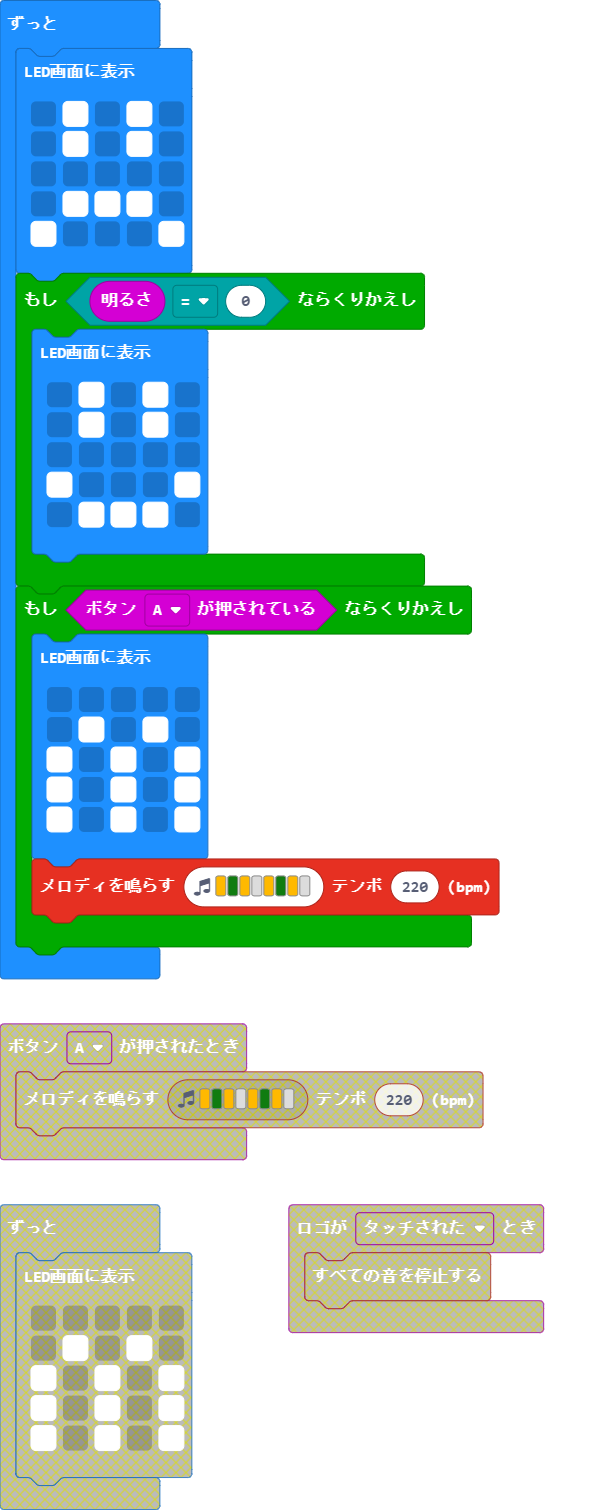 ずっと
LED画面に表示
もし 明るさ = 0 ならくりかえし
LED画面に表示
もし ボタン A が押されている ならくりかえし
LED画面に表示
メロディを鳴らす テンポ 220 (bpm)
ボタン A が押されたとき
メロディを鳴らす テンポ 220 (bpm)
ずっと
LED画面に表示
ロゴが タッチされた とき
すべての音を停止する